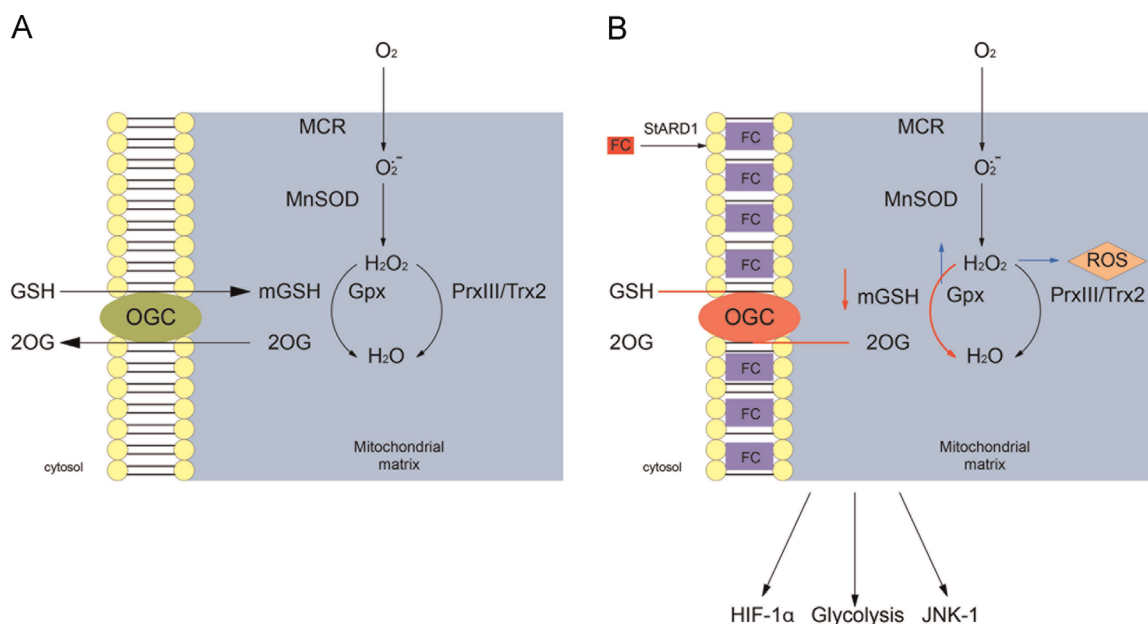 A
O₂
MCR
O₂·⁻
MnSOD
H₂O₂
GSH
mGSH
Gpx
PrxIII/Trx2
OGC
2OG
2OG
H₂O
Mitochondrial
matrix
cytosol
B
O₂
StARD1
MCR
FC
FC
O₂·⁻
FC
MnSOD
FC
FC
H₂O₂
ROS
GSH
mGSH
Gpx
PrxIII/Trx2
OGC
2OG
2OG
H₂O
FC
FC
Mitochondrial
matrix
FC
cytosol
HIF-1α Glycolysis JNK-1